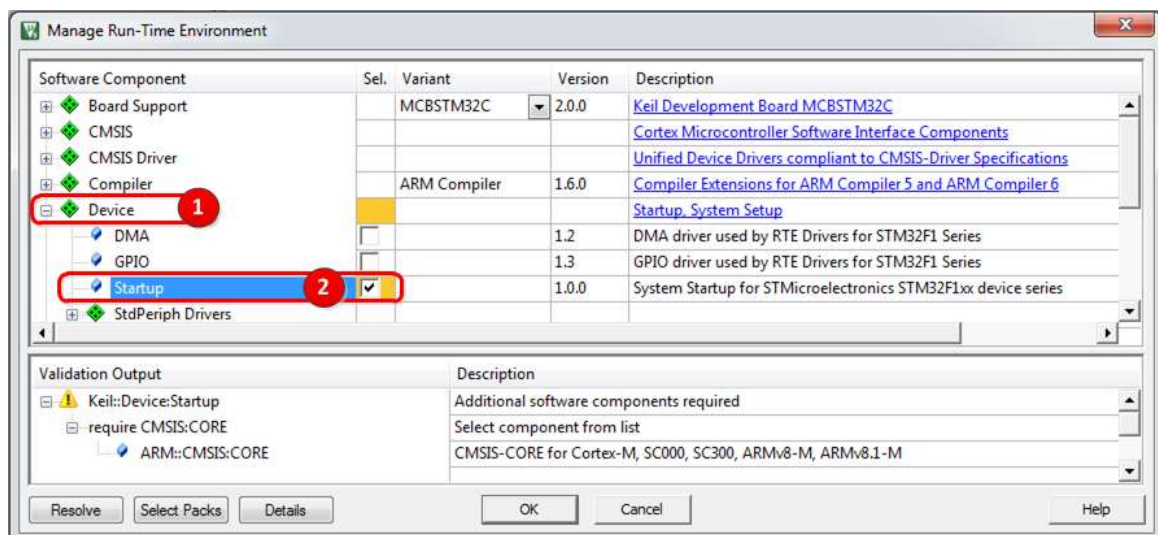 Manage Run-Time Environment
Software Component Sel. Variant Version Description
Board Support MCBSTM32C 2.0.0 Keil Development Board MCBSTM32C
CMSIS Cortex Microcontroller Software Interface Components
CMSIS Driver Unified Device Drivers compliant to CMSIS-Driver Specifications
Compiler ARM Compiler 1.6.0 Compiler Extensions for ARM Compiler 5 and ARM Compiler 6
Device 1 Startup, System Setup
DMA 1.2 DMA driver used by RTE Drivers for STM32F1 Series
GPIO 1.3 GPIO driver used by RTE Drivers for STM32F1 Series
Startup 2 1.0.0 System Startup for STMicroelectronics STM32F1xx device series
StdPeriph Drivers
Validation Output Description
Keil::Device:Startup Additional software components required
require CMSIS:CORE Select component from list
ARM::CMSIS:CORE CMSIS-CORE for Cortex-M, SC000, SC300, ARMv8-M, ARMv8.1-M
Resolve Select Packs Details OK Cancel Help